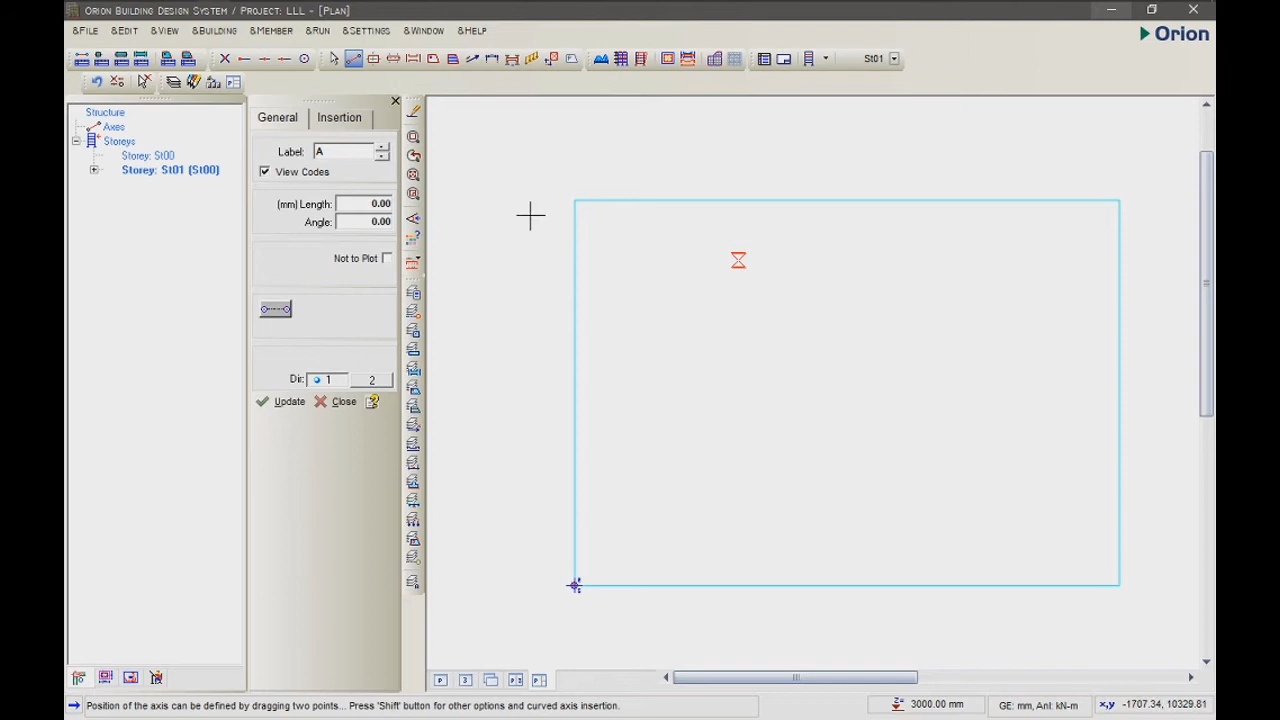 ORION BUILDING DESIGN SYSTEM / PROJECT: LLL - [PLAN]
&FILE &EDIT &VIEW &Building &MEMBER &RUN &SETTINGS &WINDOW &HELP
Orion
St01
Structure
Axes
Storeys
Storey: St00
Storey: St01 (St00)
General Insertion
Label: A
View Codes
(mm) Length: 0.00
Angle: 0.00
Not to Plot
Dir: 1 2
Update Close
Position of the axis can be defined by dragging two points... Press 'Shift' button for other options and curved axis insertion.
Z= 3000.00 mm
GE: mm, Anl: kN-m
x,y -1707.34, 10329.81